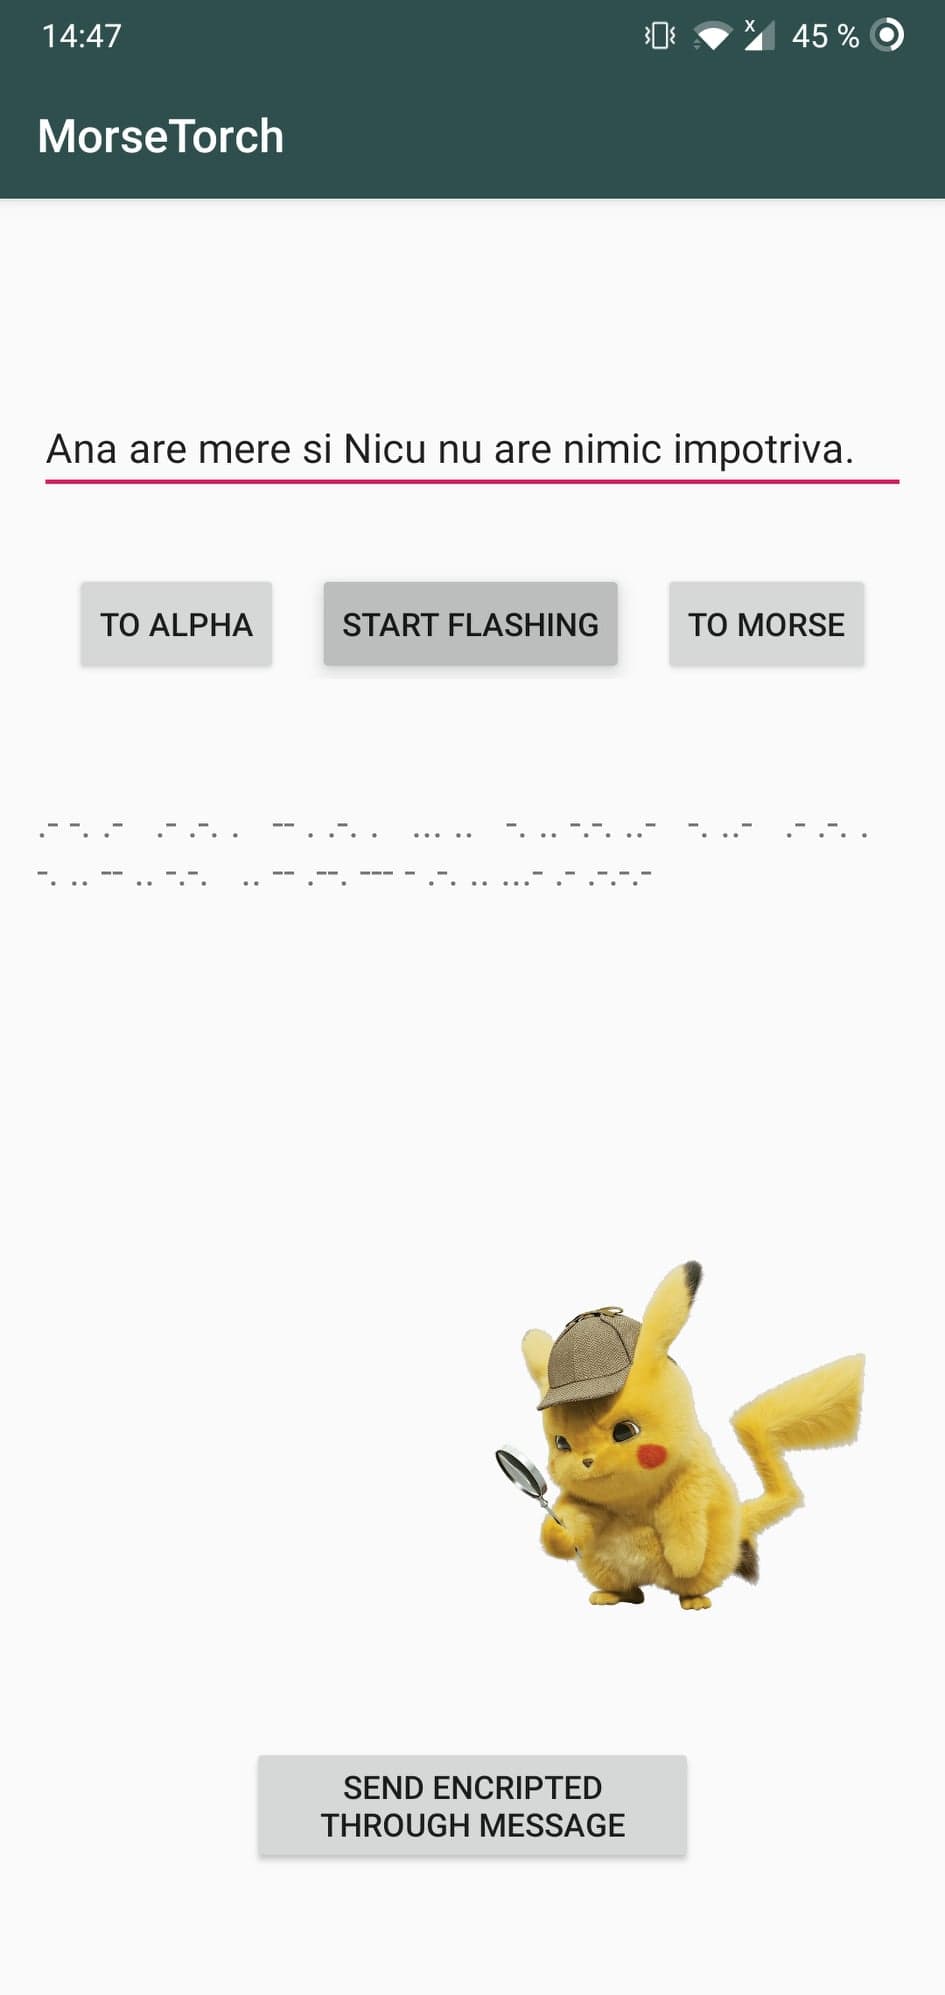 14:47
45 %
MorseTorch
Ana are mere si Nicu nu are nimic impotriva.
TO ALPHA
START FLASHING
TO MORSE
.- -. .-  .- .-. .  -- . .-. .  ... ..  -. .. -.-. ..-  -. ..-  .- .-. .
-. .. -- .. -.-.  .. -- .--. --- - .-. .. ...- .- .-.-.-
SEND ENCRIPTED
THROUGH MESSAGE